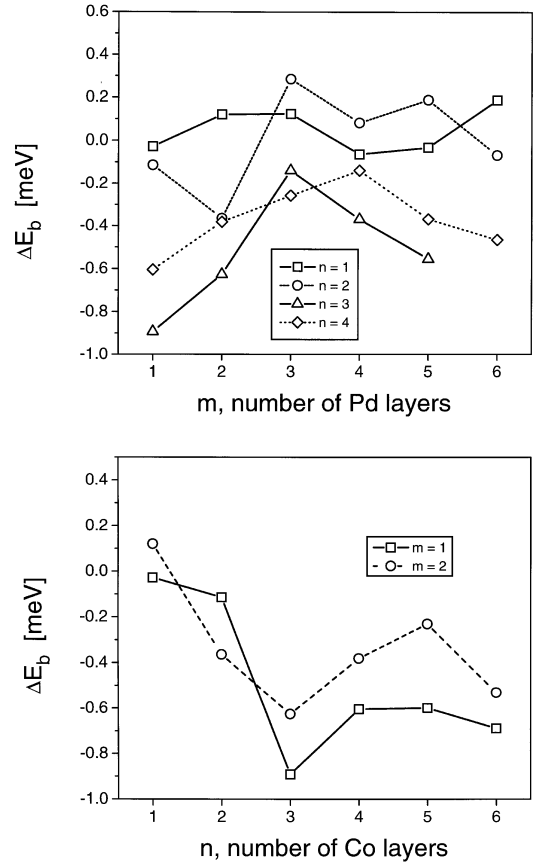 0.6
0.4
0.2
0.0
-0.2
-0.4
-0.6
-0.8
-1.0
ΔE_b [meV]
n = 1
n = 2
n = 3
n = 4
1 2 3 4 5 6
m, number of Pd layers
0.4
0.2
0.0
-0.2
-0.4
-0.6
-0.8
-1.0
ΔE_b [meV]
m = 1
m = 2
1 2 3 4 5 6
n, number of Co layers